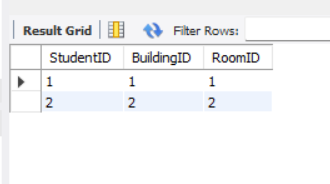 Result Grid Filter Rows:
StudentID BuildingID RoomID
1 1 1
2 2 2